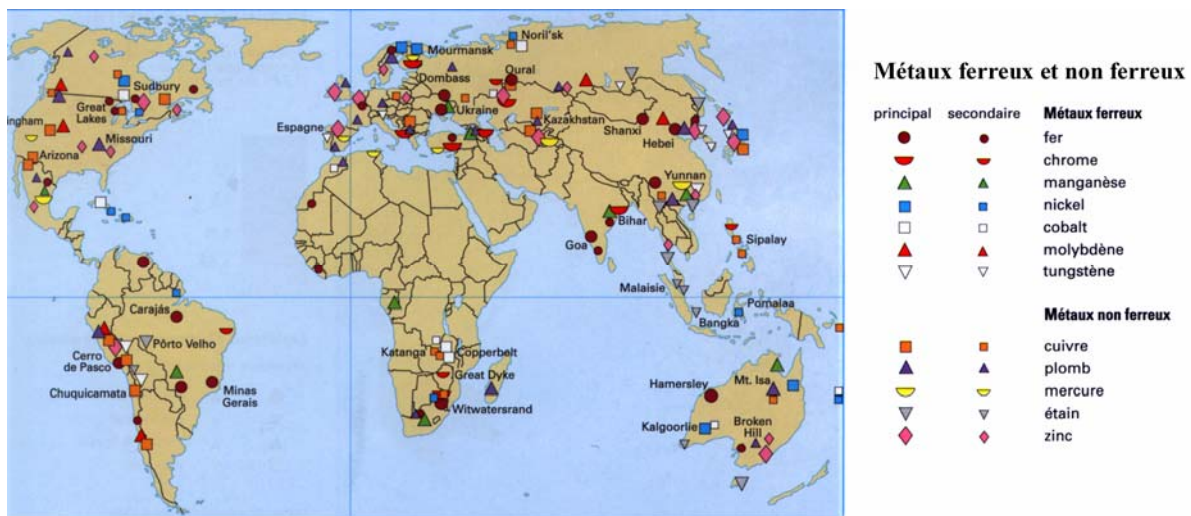 Noril'sk
Mourmansk
Sudbury
Dombass
Oural
Great
Lakes
Ukraine
Kazakhstan
ingham
Espagne
Shanxi
Missouri
Hebei
Arizona
Yunnan
Bihar
Goa
Sipalay
Malaisie
Carajás
Pomalaa
Bangka
Pôrto Velho
Cerro
de Pasco
Katanga
Copperbelt
Great Dyke
Mt. Isa
Hamersley
Chuquicamata
Minas
Gerais
Witwatersrand
Broken
Hill
Kalgoorlie
Métaux ferreux et non ferreux
principal secondaire Métaux ferreux
fer
chrome
manganèse
nickel
cobalt
molybdène
tungstène
Métaux non ferreux
cuivre
plomb
mercure
étain
zinc